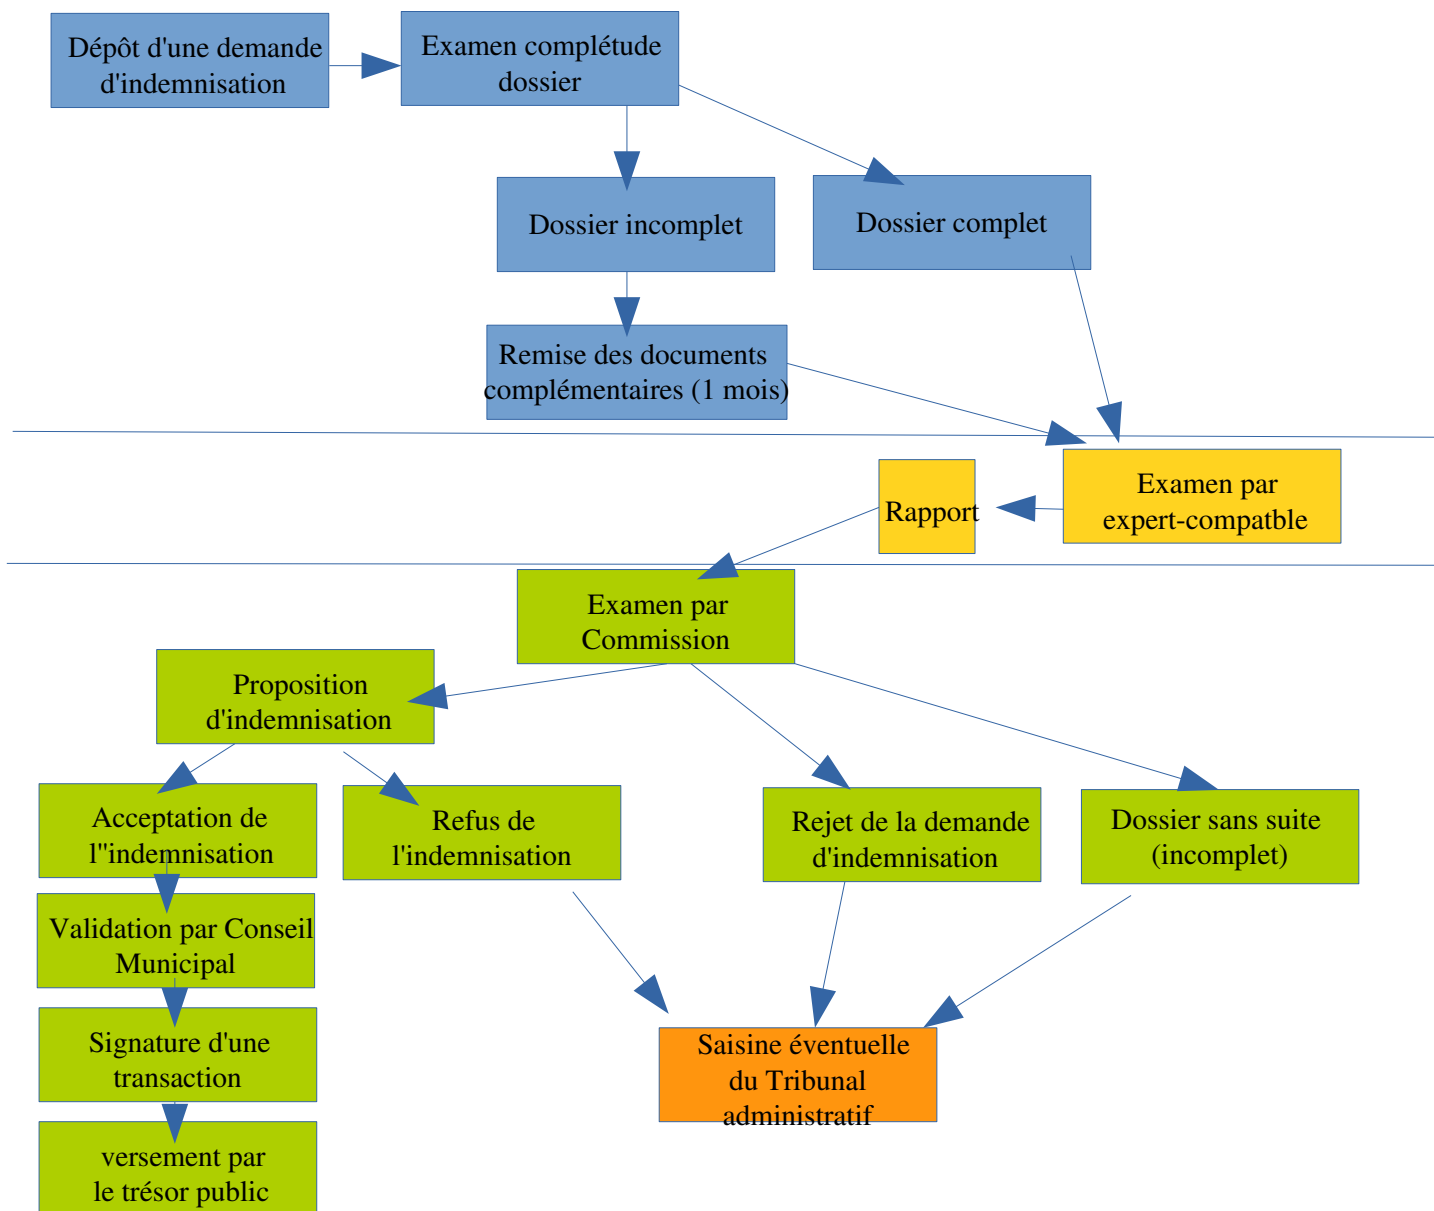 Dépôt d'une demande
d'indemnisation
Examen complétude
dossier
Dossier incomplet
Dossier complet
Remise des documents
complémentaires (1 mois)
Rapport
Examen par
expert-compatble
Examen par
Commission
Proposition
d'indemnisation
Acceptation de
l''indemnisation
Refus de
l'indemnisation
Rejet de la demande
d'indemnisation
Dossier sans suite
(incomplet)
Validation par Conseil
Municipal
Signature d'une
transaction
Saisine éventuelle
du Tribunal
administratif
versement par
le trésor public